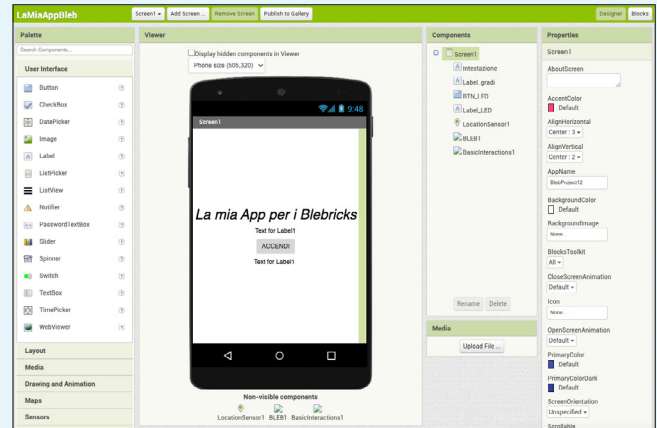 LaMiaAppBleb
Screen1 Add Screen ... Remove Screen Publish to Gallery
Designer Blocks
Palette
Search Components...
User Interface
Button
CheckBox
DatePicker
Image
Label
ListPicker
ListView
Notifier
PasswordTextBox
Slider
Spinner
Switch
TextBox
TimePicker
WebViewer
Layout
Media
Drawing and Animation
Maps
Sensors
Viewer
Display hidden components in Viewer
Phone size (505,320)
9:48
Screen1
La mia App per i Blebricks
Text for Label1
ACCENDI
Text for Label1
Non-visible components
LocationSensor1 BLEB1 BasicInteractions1
Components
Screen1
Intestazione
Label_gradi
BTN_LED
Label_LED
LocationSensor1
BLEB1
BasicInteractions1
Rename Delete
Media
Upload File ...
Properties
Screen1
AboutScreen
AccentColor
Default
AlignHorizontal
Center : 3
AlignVertical
Center : 2
AppName
BlebProject12
BackgroundColor
Default
BackgroundImage
None...
BlocksToolkit
All
CloseScreenAnimation
Default
Icon
None...
OpenScreenAnimation
Default
PrimaryColor
Default
PrimaryColorDark
Default
ScreenOrientation
Unspecified
Scrollable